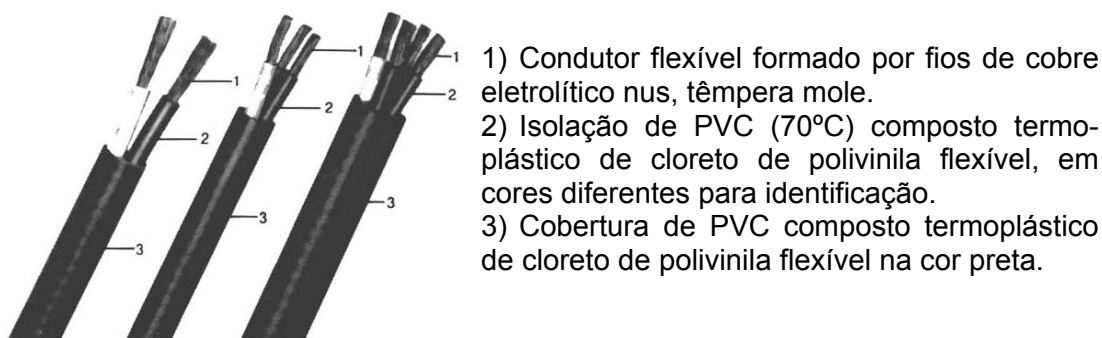 1
2
3
1
2
3
1
2
3
1) Condutor flexível formado por fios de cobre
eletrolítico nus, têmpera mole.
2) Isolação de PVC (70ºC) composto termo-
plástico de cloreto de polivinila flexível, em
cores diferentes para identificação.
3) Cobertura de PVC composto termoplástico
de cloreto de polivinila flexível na cor preta.